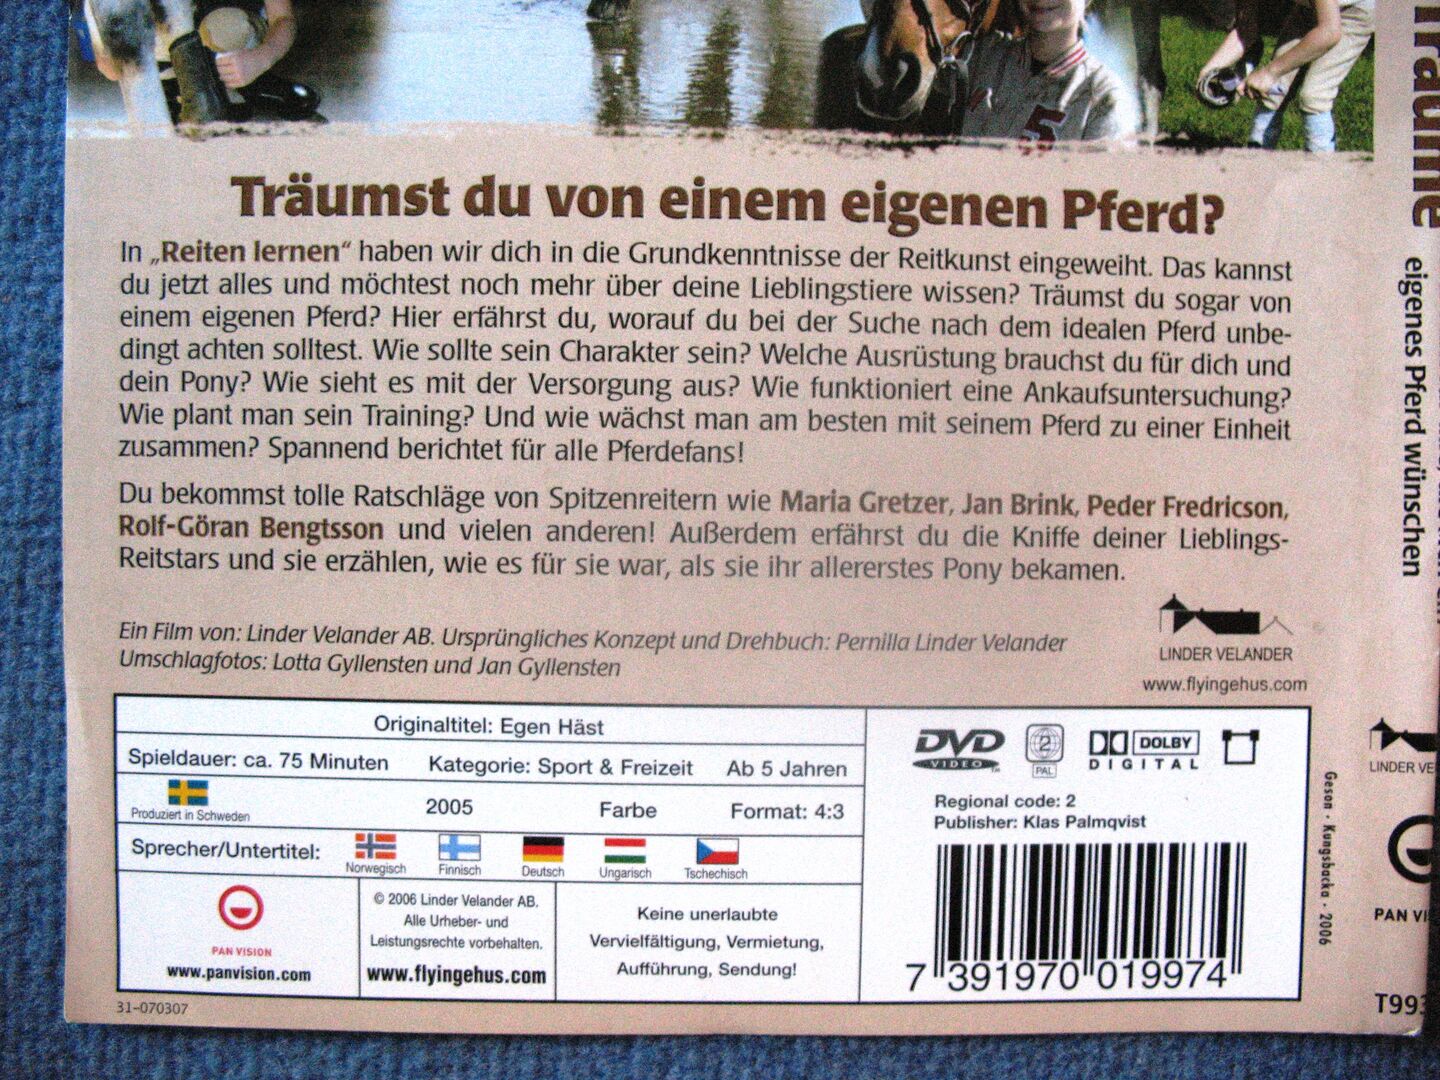 Träumst du von einem eigenen Pferd?
In „Reiten lernen“ haben wir dich in die Grundkenntnisse der Reitkunst eingeweiht. Das kannst
du jetzt alles und möchtest noch mehr über deine Lieblingstiere wissen? Träumst du sogar von
einem eigenen Pferd? Hier erfährst du, worauf du bei der Suche nach dem idealen Pferd unbe-
dingt achten solltest. Wie sollte sein Charakter sein? Welche Ausrüstung brauchst du für dich und
dein Pony? Wie sieht es mit der Versorgung aus? Wie funktioniert eine Ankaufsuntersuchung?
Wie plant man sein Training? Und wie wächst man am besten mit seinem Pferd zu einer Einheit
zusammen? Spannend berichtet für alle Pferdefans!
Du bekommst tolle Ratschläge von Spitzenreitern wie Maria Gretzer, Jan Brink, Peder Fredricson,
Rolf-Göran Bengtsson und vielen anderen! Außerdem erfährst du die Kniffe deiner Lieblings-
Reitstars und sie erzählen, wie es für sie war, als sie ihr allererstes Pony bekamen.
Ein Film von: Linder Velander AB. Ursprüngliches Konzept und Drehbuch: Pernilla Linder Velander
Umschlagfotos: Lotta Gyllensten und Jan Gyllensten
LINDER VELANDER
www.flyingehus.com
Originaltitel: Egen Häst
Spieldauer: ca. 75 Minuten Kategorie: Sport & Freizeit Ab 5 Jahren
Produziert in Schweden 2005 Farbe Format: 4:3
Sprecher/Untertitel: Norwegisch Finnisch Deutsch Ungarisch Tschechisch
PAN VISION
www.panvision.com
© 2006 Linder Velander AB.
Alle Urheber- und
Leistungsrechte vorbehalten.
www.flyingehus.com
Keine unerlaubte
Vervielfältigung, Vermietung,
Aufführung, Sendung!
DVD VIDEO 2 PAL DOLBY DIGITAL
Regional code: 2
Publisher: Klas Palmqvist
7 391970 019974
31-070307
Geson · Kungsbacka · 2006
5
eigenes Pferd wünschen
LINDER VE
PAN VI
T993